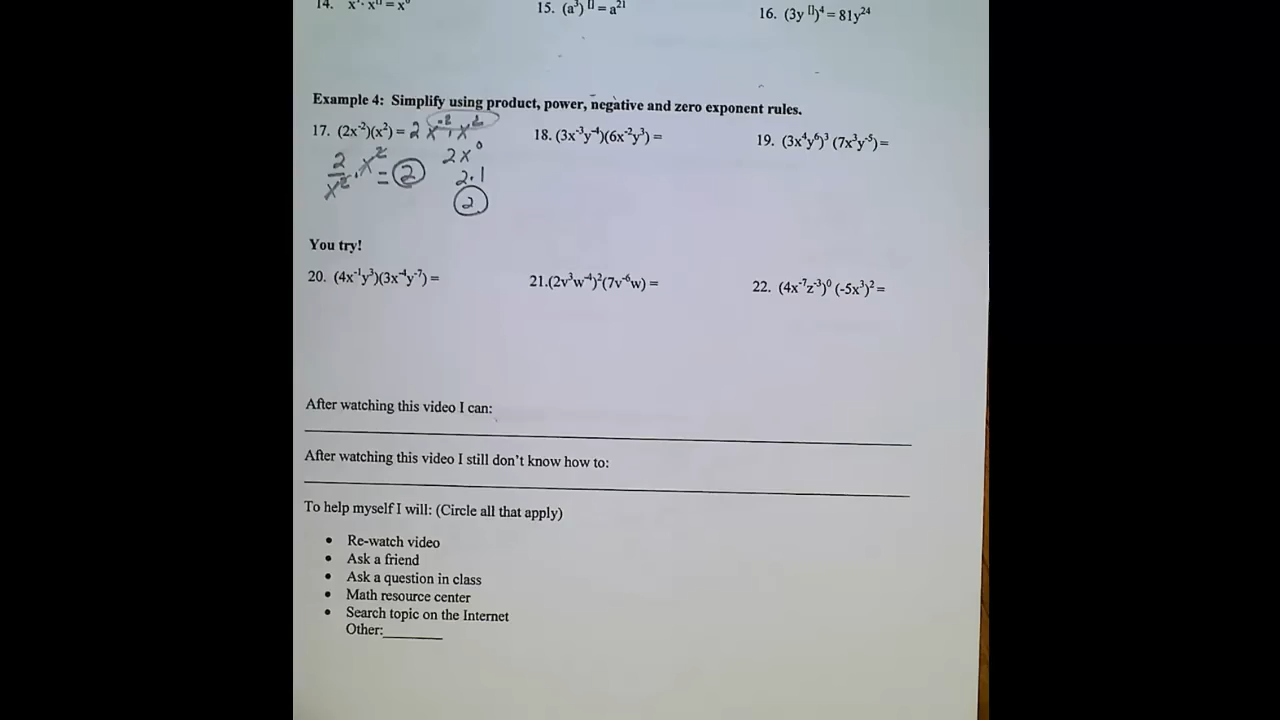 14. x · x[] = x
15. (a³)[] = a²¹
16. (3y[])⁴ = 81y²⁴
Example 4: Simplify using product, power, negative and zero exponent rules.
17. (2x⁻²)(x²) = 2 x⁻² · x²
18. (3x⁻³y⁻⁴)(6x⁻²y³) =
19. (3x⁴y⁶)³ (7x³y⁻⁵) =
2/x² · x² = 2
2x⁰
2·1
2
You try!
20. (4x⁻¹y³)(3x⁻⁴y⁻⁷) =
21.(2v³w⁻⁴)²(7v⁻⁶w) =
22. (4x⁻⁷z⁻³)⁰ (-5x³)² =
After watching this video I can:
After watching this video I still don't know how to:
To help myself I will: (Circle all that apply)
• Re-watch video
• Ask a friend
• Ask a question in class
• Math resource center
• Search topic on the Internet
Other:________